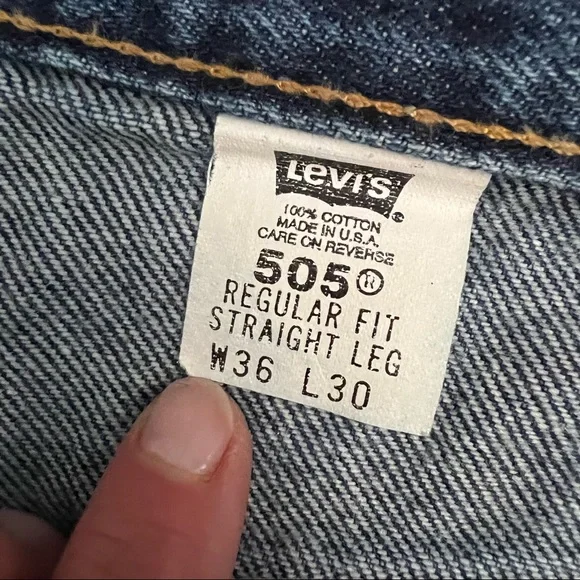 Levi's
100% COTTON
MADE IN U.S.A.
CARE ON REVERSE
505®
REGULAR FIT
STRAIGHT LEG
W36 L30